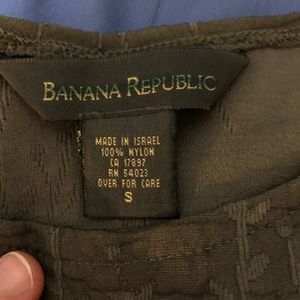 BANANA REPUBLIC
MADE IN ISRAEL
100% NYLON
CA 17897
RN 54023
OVER FOR CARE
S